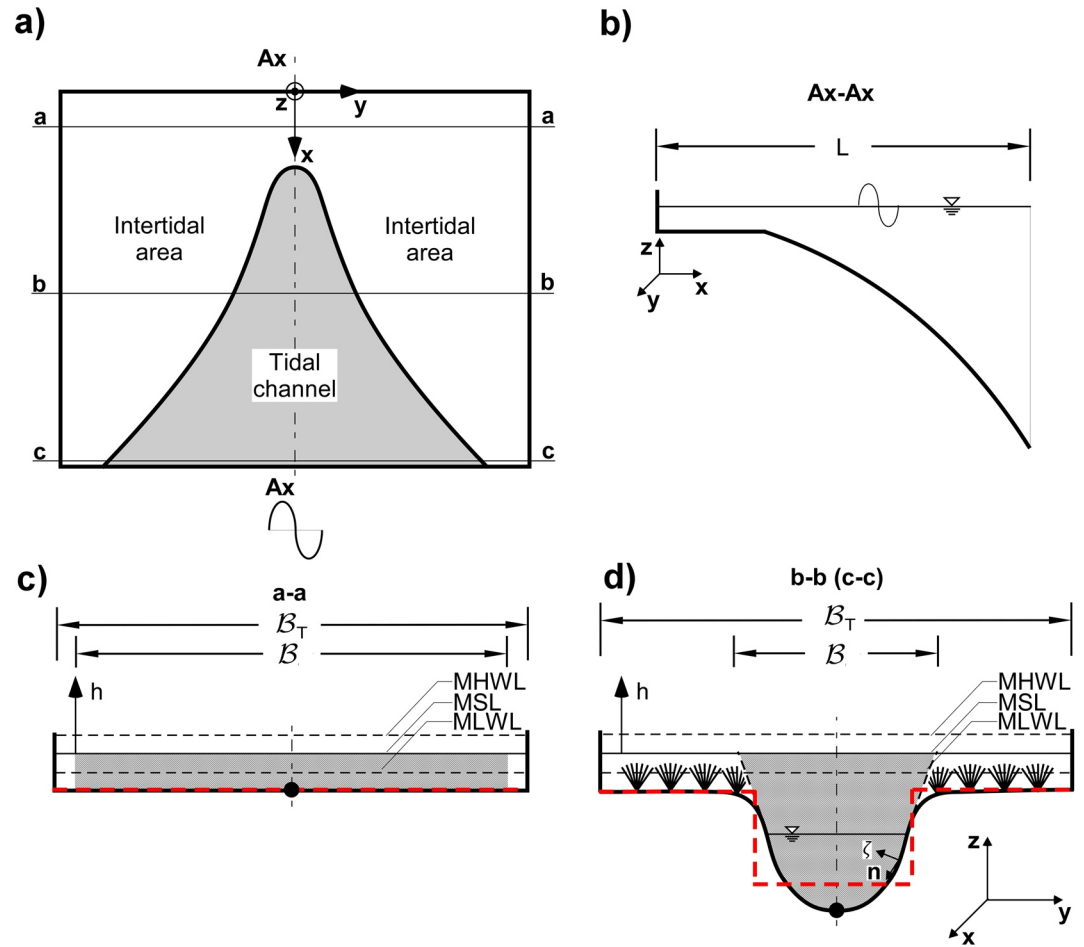 a)
Ax
z
y
a
a
x
Intertidal
area
Intertidal
area
b
b
Tidal
channel
c
c
Ax
b)
Ax-Ax
L
z
y
x
c)
a-a
ℬT
ℬ
h
MHWL
MSL
MLWL
d)
b-b (c-c)
ℬT
ℬ
h
MHWL
MSL
MLWL
ζ
n
z
y
x